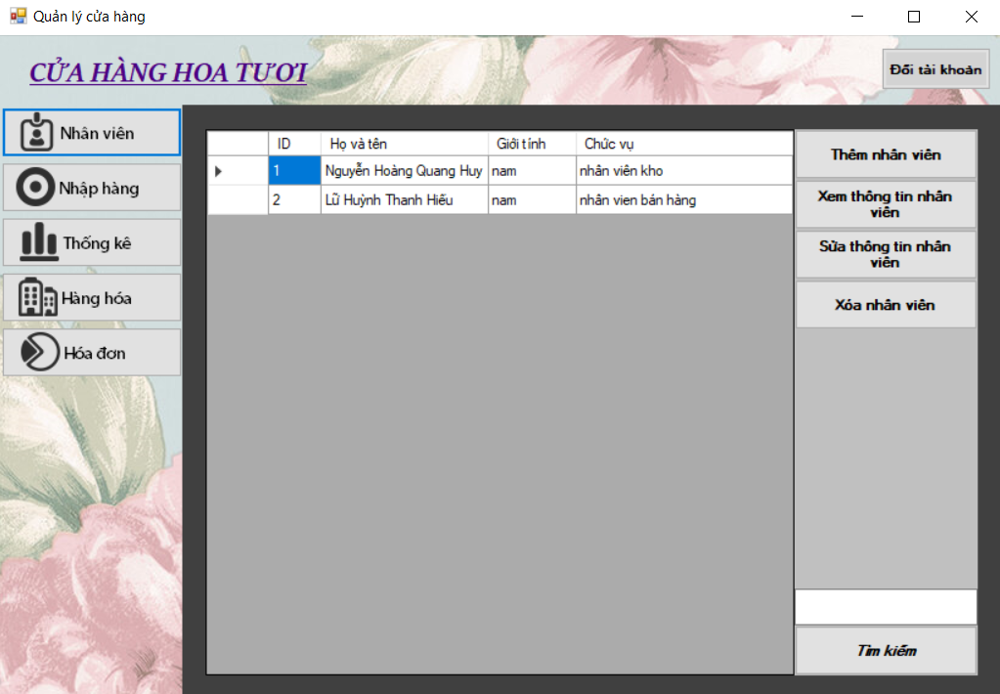 Quản lý cửa hàng
CỬA HÀNG HOA TƯƠI
Đổi tài khoản
Nhân viên
Nhập hàng
Thống kê
Hàng hóa
Hóa đơn
ID Họ và tên Giới tính Chức vụ
1 Nguyễn Hoàng Quang Huy nam nhân viên kho
2 Lữ Huỳnh Thanh Hiếu nam nhân vien bán hàng
Thêm nhân viên
Xem thông tin nhân
viên
Sửa thông tin nhân
viên
Xóa nhân viên
Tìm kiếm